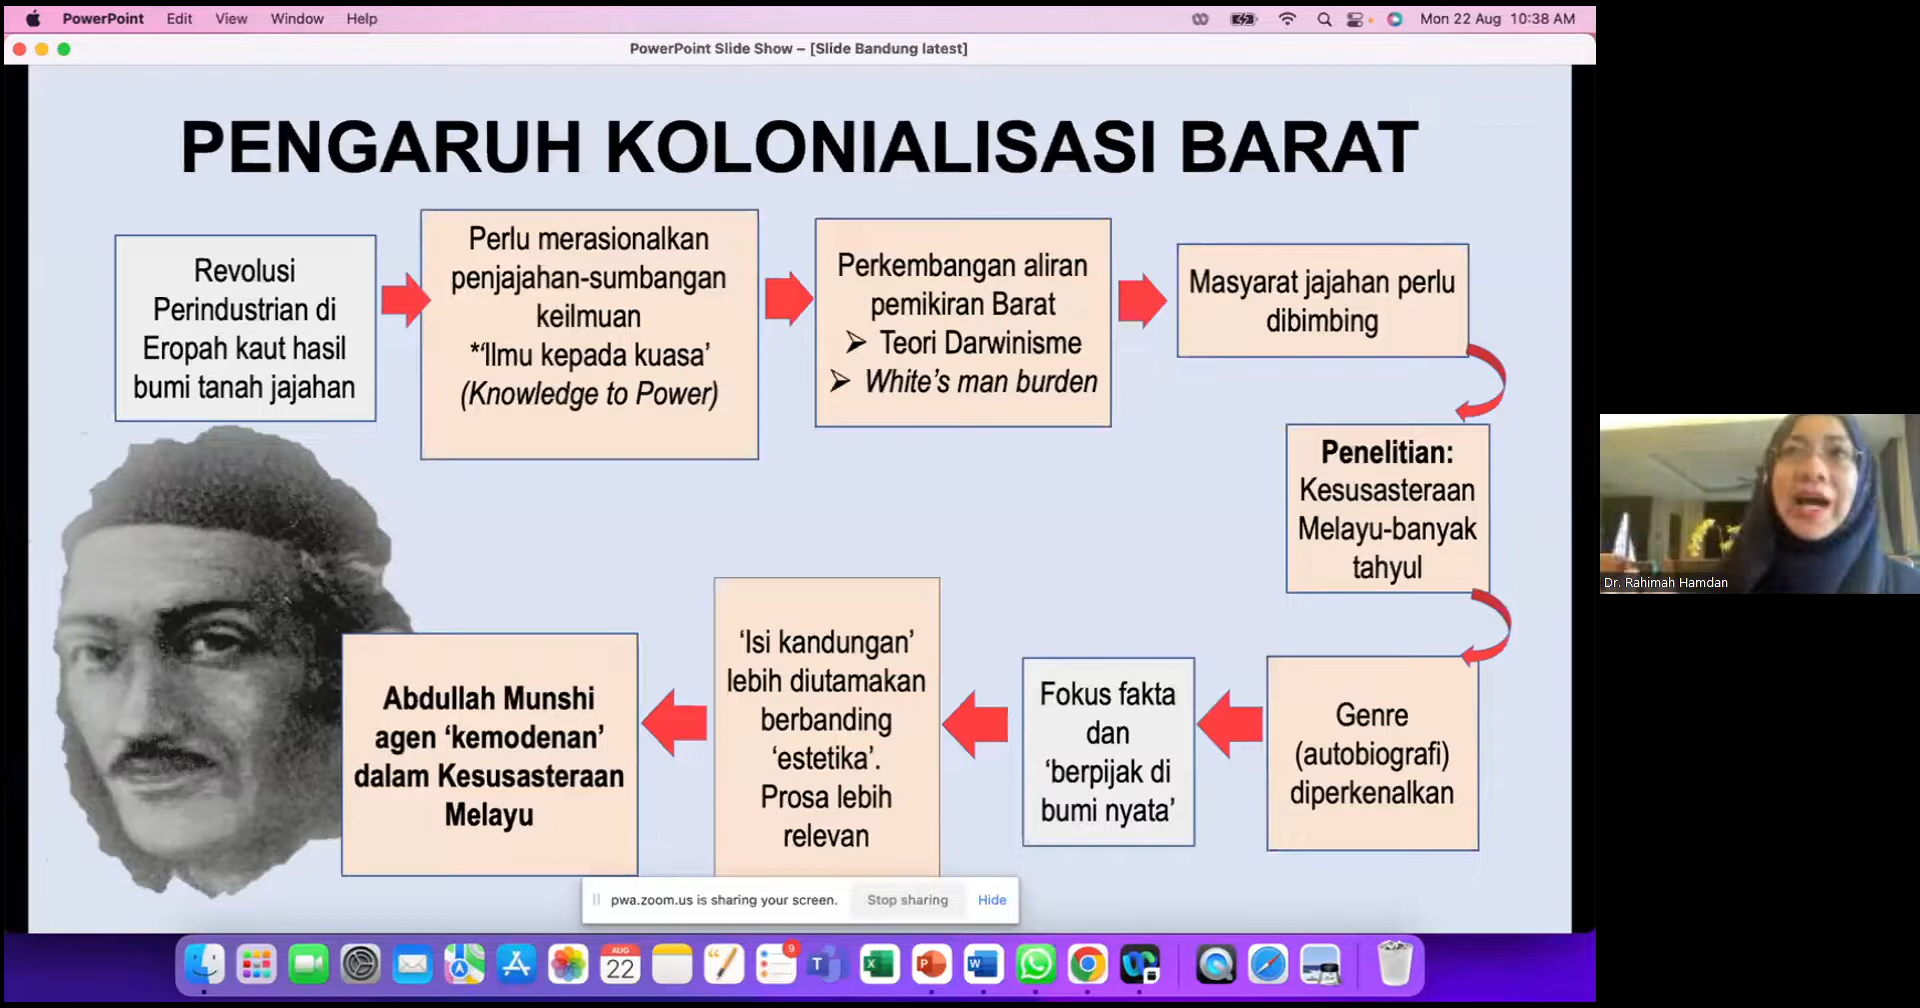 PowerPoint Edit View Window Help
Mon 22 Aug 10:38 AM
PowerPoint Slide Show – [Slide Bandung latest]
PENGARUH KOLONIALISASI BARAT
Revolusi
Perindustrian di
Eropah kaut hasil
bumi tanah jajahan
Perlu merasionalkan
penjajahan-sumbangan
keilmuan
*‘Ilmu kepada kuasa’
(Knowledge to Power)
Perkembangan aliran
pemikiran Barat
➢ Teori Darwinisme
➢ White’s man burden
Masyarat jajahan perlu
dibimbing
Penelitian:
Kesusasteraan
Melayu-banyak
tahyul
Genre
(autobiografi)
diperkenalkan
Fokus fakta
dan
‘berpijak di
bumi nyata’
‘Isi kandungan’
lebih diutamakan
berbanding
‘estetika’.
Prosa lebih
relevan
Abdullah Munshi
agen ‘kemodenan’
dalam Kesusasteraan
Melayu
pwa.zoom.us is sharing your screen. Stop sharing Hide
AUG
22
9
T
X
P
W
Dr. Rahimah Hamdan